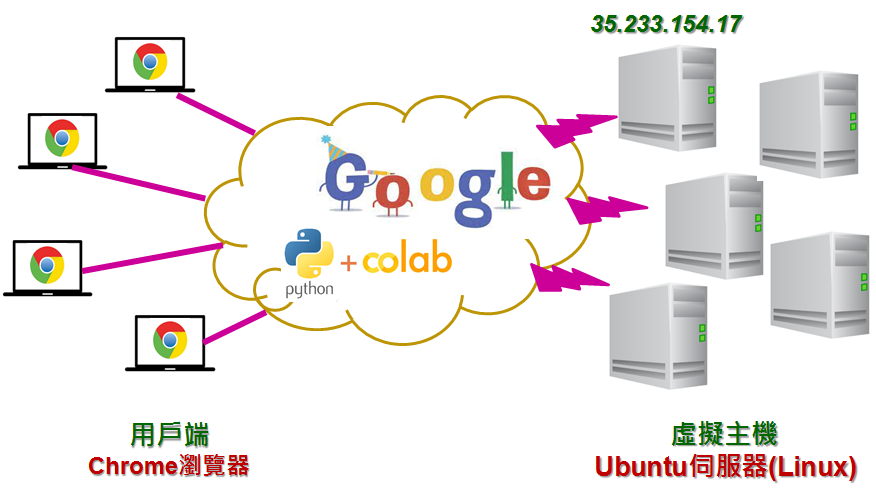 35.233.154.17
Google
python + colab
用戶端
Chrome瀏覽器
虛擬主機
Ubuntu伺服器(Linux)